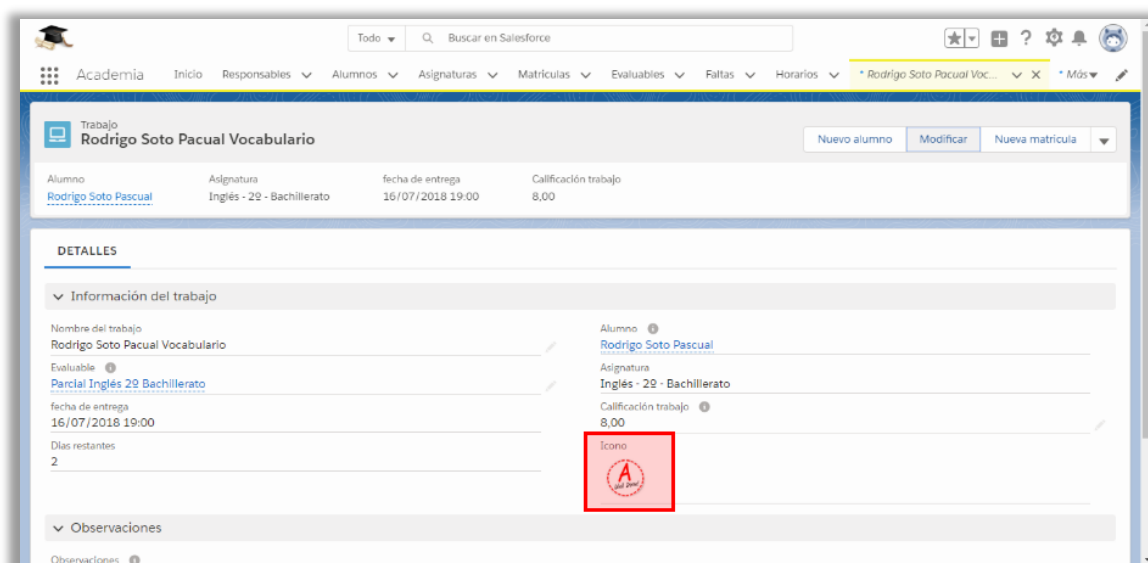 Todo
Buscar en Salesforce
Academia
Inicio
Responsables
Alumnos
Asignaturas
Matriculas
Evaluables
Faltas
Horarios
* Rodrigo Soto Pacual Voc...
* Más
Trabajo
Rodrigo Soto Pacual Vocabulario
Nuevo alumno
Modificar
Nueva matricula
Alumno
Asignatura
fecha de entrega
Calificación trabajo
Rodrigo Soto Pascual
Inglés - 2º - Bachillerato
16/07/2018 19:00
8,00
DETALLES
Información del trabajo
Nombre del trabajo
Rodrigo Soto Pacual Vocabulario
Alumno
Rodrigo Soto Pascual
Evaluable
Parcial Inglés 2º Bachillerato
Asignatura
Inglés - 2º - Bachillerato
fecha de entrega
16/07/2018 19:00
Calificación trabajo
8,00
Días restantes
2
Icono
A
Observaciones
Observaciones